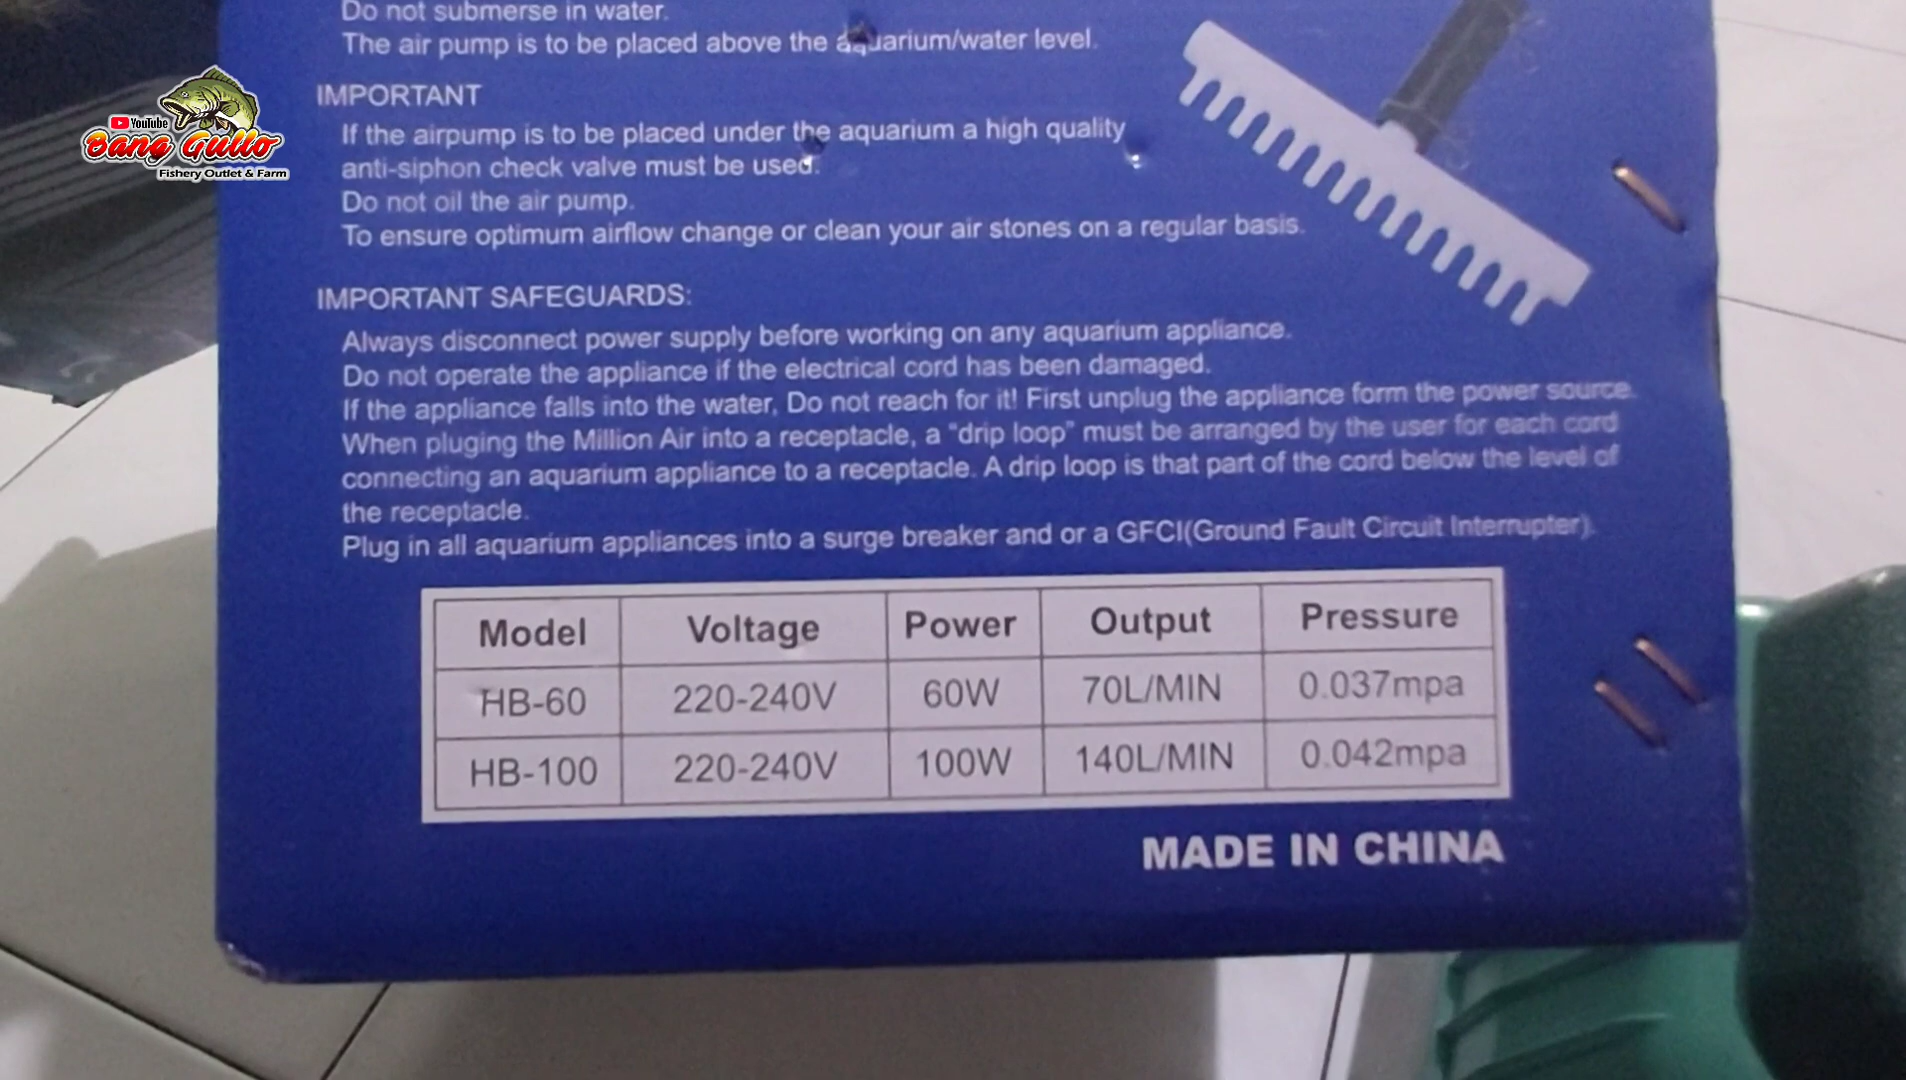 Do not submerse in water.
The air pump is to be placed above the aquarium/water level.
YouTube
Bang Gullo
Fishery Outlet & Farm
IMPORTANT
If the airpump is to be placed under the aquarium a high quality
anti-siphon check valve must be used.
Do not oil the air pump.
To ensure optimum airflow change or clean your air stones on a regular basis.
IMPORTANT SAFEGUARDS:
Always disconnect power supply before working on any aquarium appliance.
Do not operate the appliance if the electrical cord has been damaged.
If the appliance falls into the water, Do not reach for it! First unplug the appliance form the power source.
When pluging the Million Air into a receptacle, a "drip loop" must be arranged by the user for each cord
connecting an aquarium appliance to a receptacle. A drip loop is that part of the cord below the level of
the receptacle.
Plug in all aquarium appliances into a surge breaker and or a GFCI(Ground Fault Circuit Interrupter).
Model Voltage Power Output Pressure
HB-60 220-240V 60W 70L/MIN 0.037mpa
HB-100 220-240V 100W 140L/MIN 0.042mpa
MADE IN CHINA